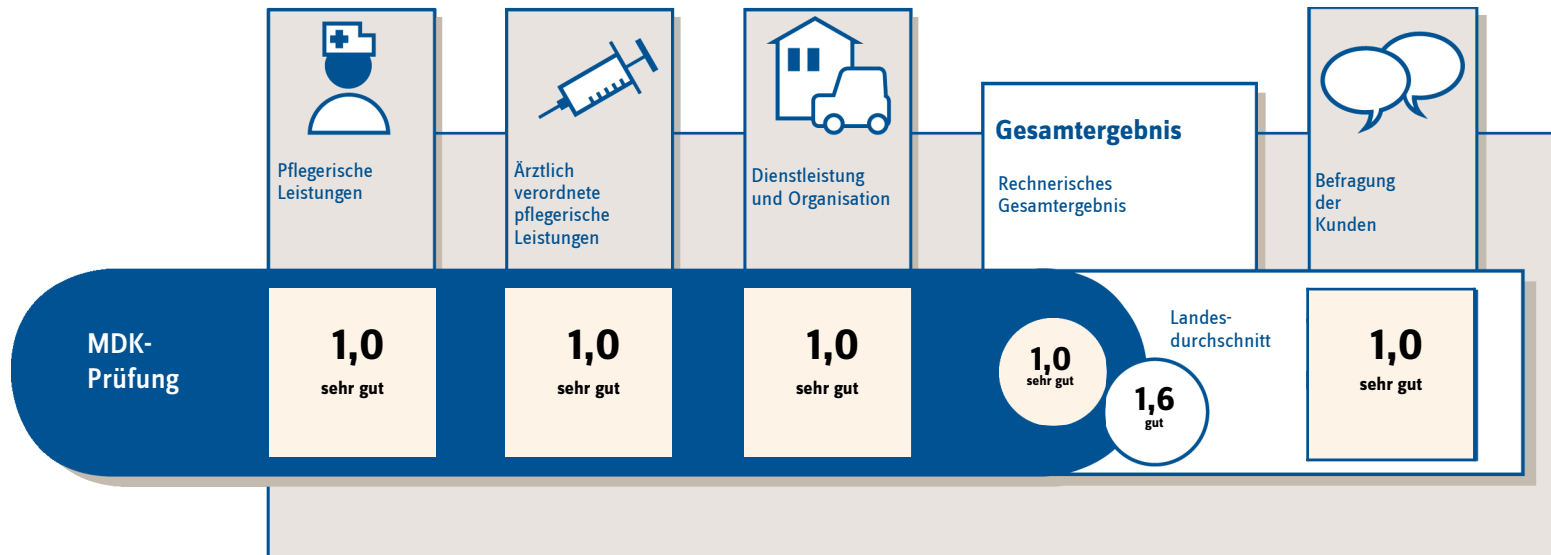 Pflegerische
Leistungen
Ärztlich
verordnete
pflegerische
Leistungen
Dienstleistung
und Organisation
Gesamtergebnis
Rechnerisches
Gesamtergebnis
Befragung
der
Kunden
MDK-
Prüfung
1,0
sehr gut
1,0
sehr gut
1,0
sehr gut
1,0
sehr gut
Landes-
durchschnitt
1,6
gut
1,0
sehr gut